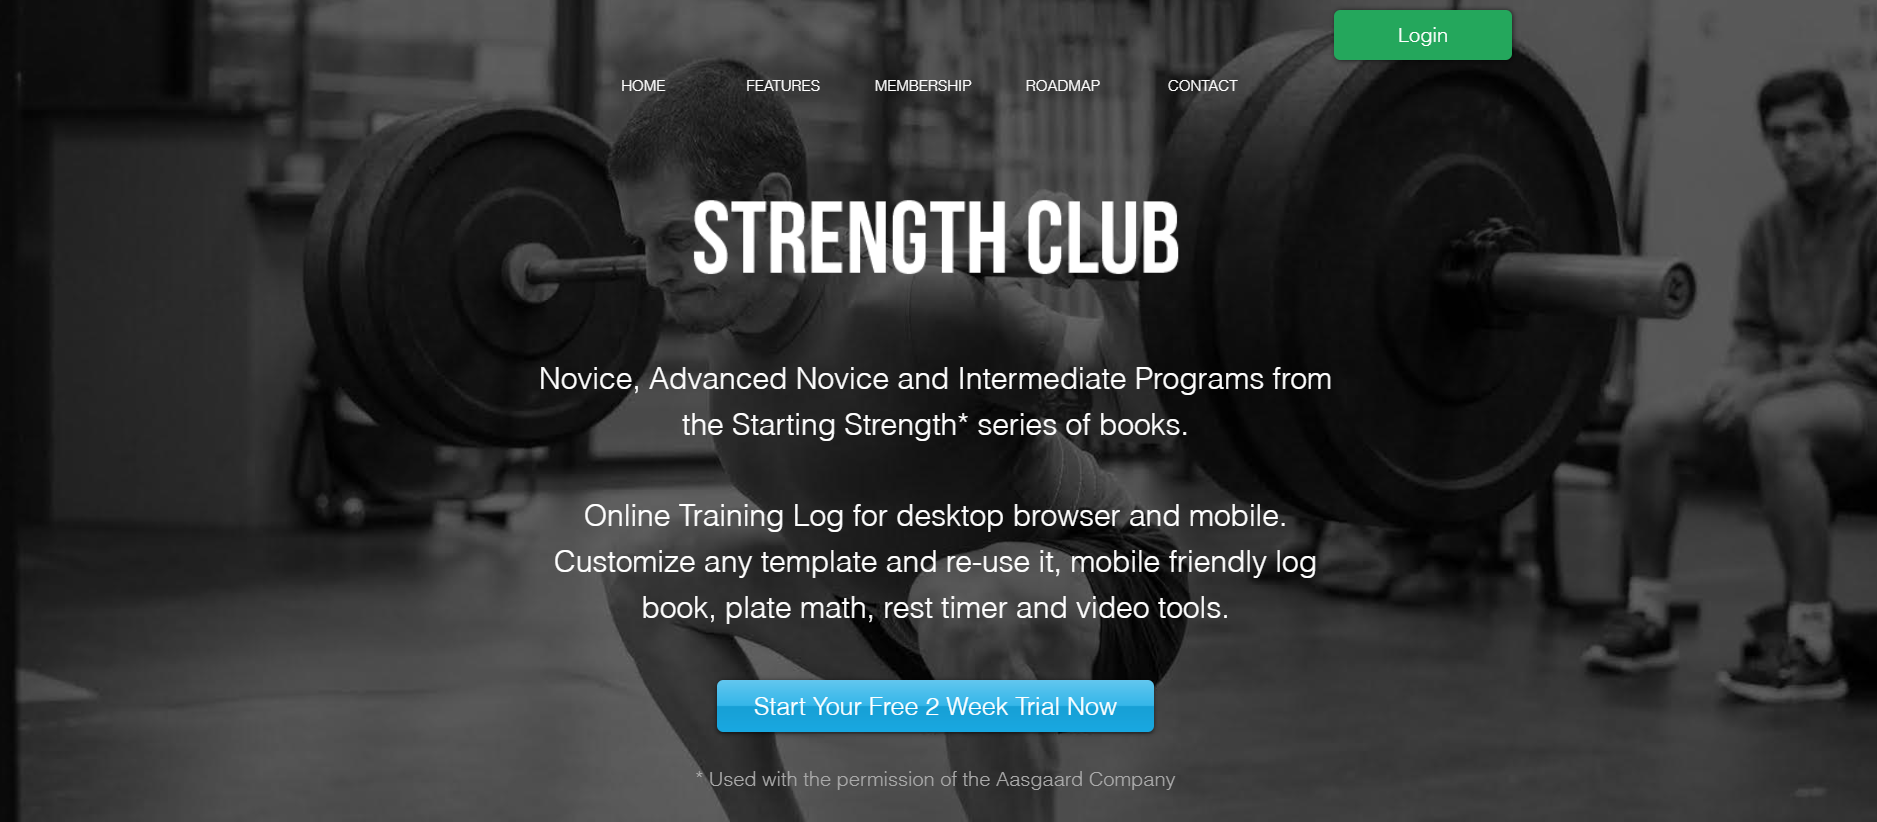 Login
HOME
FEATURES
MEMBERSHIP
ROADMAP
CONTACT
STRENGTH CLUB
Novice, Advanced Novice and Intermediate Programs from
the Starting Strength* series of books.
Online Training Log for desktop browser and mobile.
Customize any template and re-use it, mobile friendly log
book, plate math, rest timer and video tools.
Start Your Free 2 Week Trial Now
* Used with the permission of the Aasgaard Company